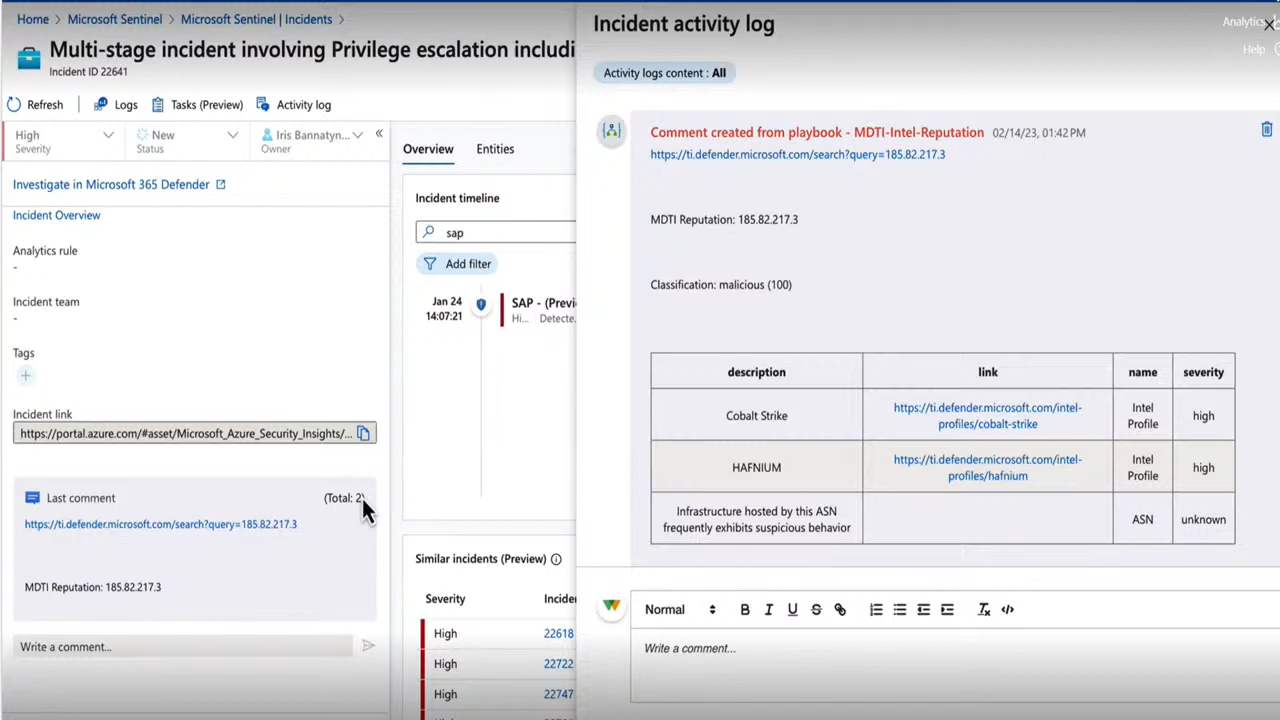 Home > Microsoft Sentinel > Microsoft Sentinel | Incidents >
Multi-stage incident involving Privilege escalation includi
Incident ID 22641
Refresh
Logs
Tasks (Preview)
Activity log
High
Severity
New
Status
Iris Bannatyn...
Owner
«
Investigate in Microsoft 365 Defender
Incident Overview
Analytics rule
-
Incident team
-
Tags
+
Incident link
https://portal.azure.com/#asset/Microsoft_Azure_Security_Insights/...
Last comment
(Total: 2)
https://ti.defender.microsoft.com/search?query=185.82.217.3
MDTI Reputation: 185.82.217.3
Write a comment...
Overview
Entities
Incident timeline
sap
Add filter
Jan 24
14:07:21
SAP - (Previ
Hi... Detecte.
Similar incidents (Preview)
Severity
Incide
High
22618
High
22722
High
22747
Incident activity log
Analytics
Help
Activity logs content : All
Comment created from playbook - MDTI-Intel-Reputation 02/14/23, 01:42 PM
https://ti.defender.microsoft.com/search?query=185.82.217.3
MDTI Reputation: 185.82.217.3
Classification: malicious (100)
description link name severity
Cobalt Strike
https://ti.defender.microsoft.com/intel-
profiles/cobalt-strike
Intel
Profile
high
HAFNIUM
https://ti.defender.microsoft.com/intel-
profiles/hafnium
Intel
Profile
high
Infrastructure hosted by this ASN
frequently exhibits suspicious behavior
ASN
unknown
Normal
B I U S
Write a comment...